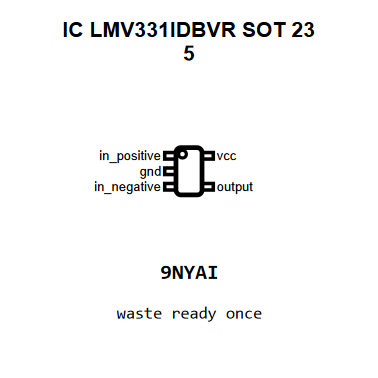 IC LMV331IDBVR SOT 23
5
in_positive vcc
gnd
in_negative output
9NYAI
waste ready once